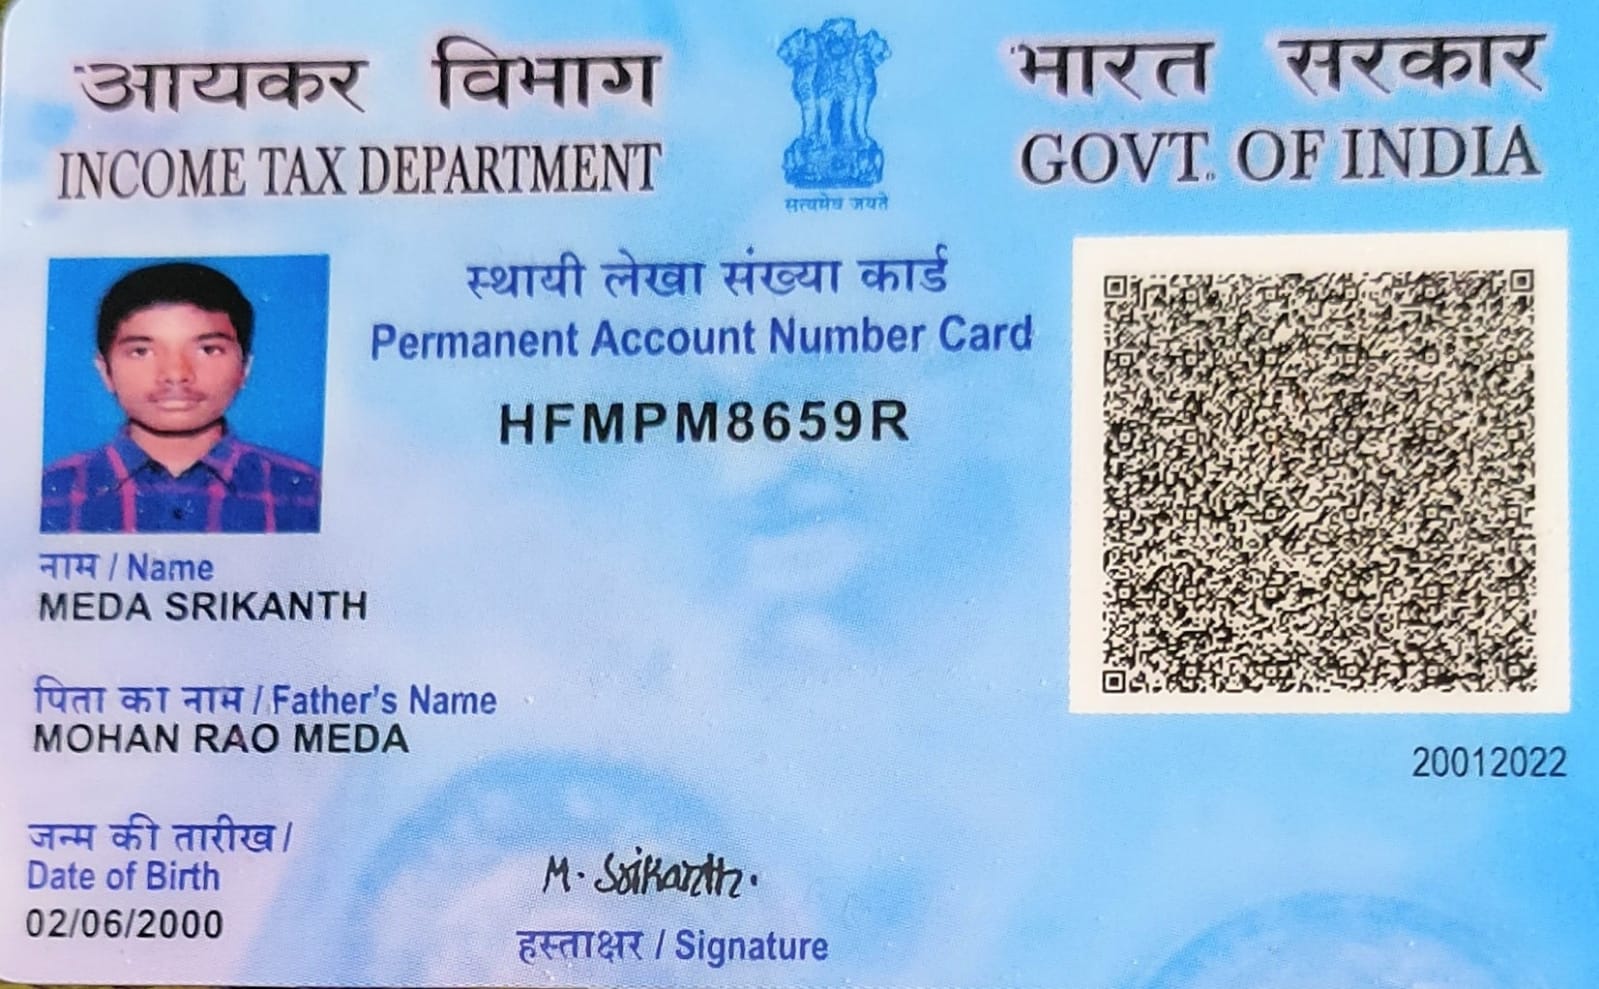 आयकर विभाग
INCOME TAX DEPARTMENT
सत्यमेव जयते
भारत सरकार
GOVT. OF INDIA
स्थायी लेखा संख्या कार्ड
Permanent Account Number Card
HFMPM8659R
नाम / Name
MEDA SRIKANTH
पिता का नाम / Father's Name
MOHAN RAO MEDA
20012022
जन्म की तारीख /
Date of Birth
02/06/2000
M. Srikanth.
हस्ताक्षर / Signature